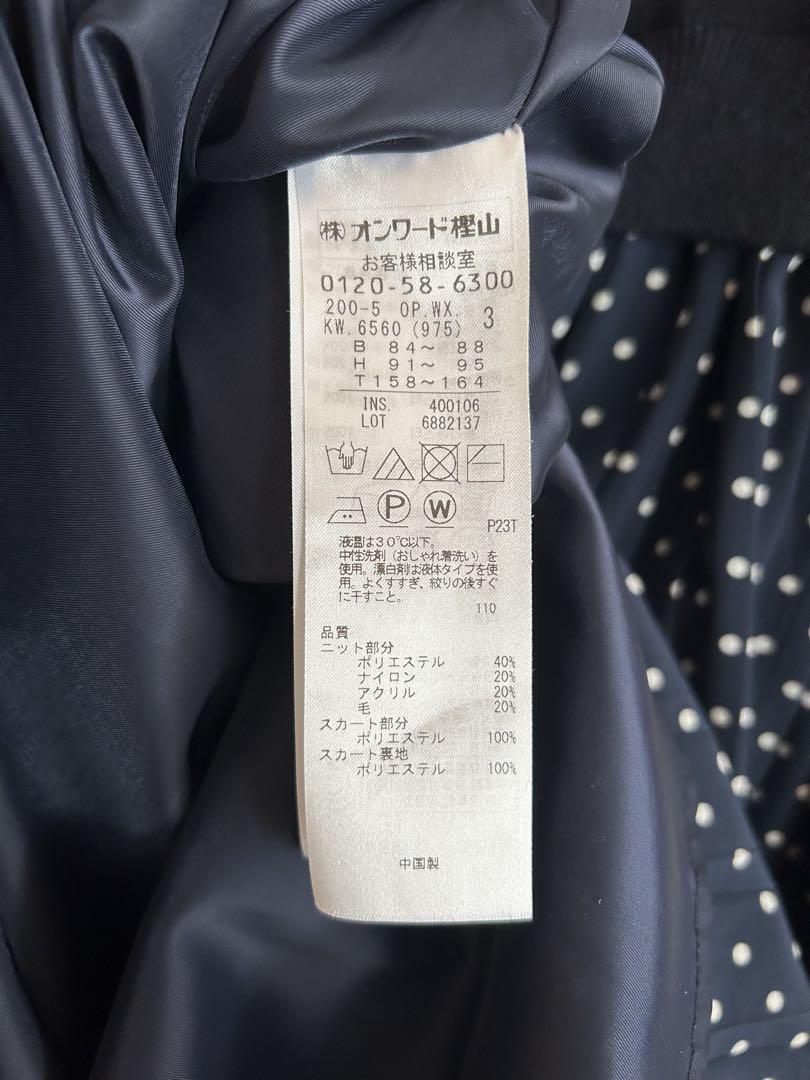 (株)オンワード樫山
お客様相談室
0120-58-6300
200-5 OP.WX. 3
KW.6560 (975)
B 84～ 88
H 91～ 95
T158～164
INS. 400106
LOT 6882137
P W
P23T
液温は30℃以下。
中性洗剤(おしゃれ着洗い)を
使用。漂白剤は液体タイプを使
用。よくすすぎ、絞りの後すぐ
に干すこと。
110
品質
ニット部分
ポリエステル 40%
ナイロン 20%
アクリル 20%
毛 20%
スカート部分
ポリエステル 100%
スカート裏地
ポリエステル 100%
中国製